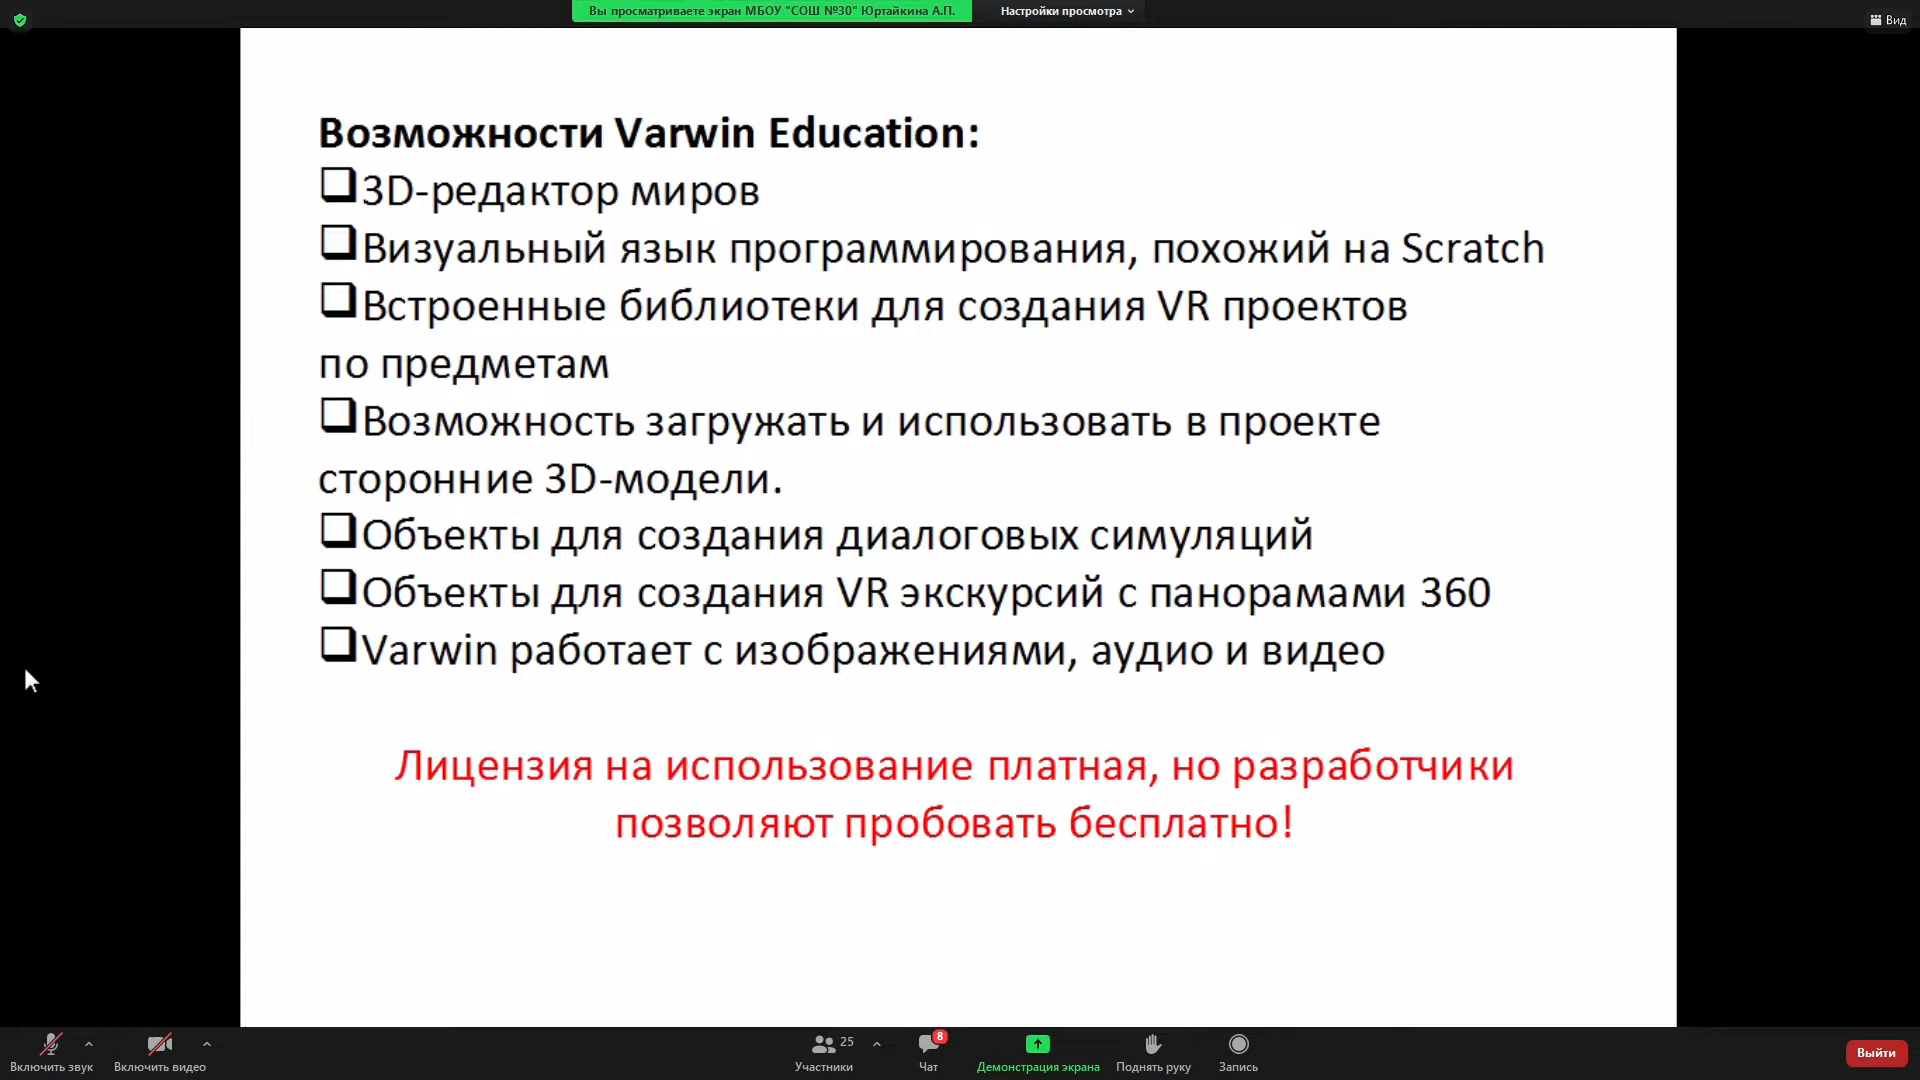 Вы просматриваете экран МБОУ "СОШ №30" Юртайкина А.П.
Настройки просмотра
Вид
Возможности Varwin Education:
3D-редактор миров
Визуальный язык программирования, похожий на Scratch
Встроенные библиотеки для создания VR проектов
по предметам
Возможность загружать и использовать в проекте
сторонние 3D-модели.
Объекты для создания диалоговых симуляций
Объекты для создания VR экскурсий с панорамами 360
Varwin работает с изображениями, аудио и видео
Лицензия на использование платная, но разработчики
позволяют пробовать бесплатно!
25
8
Включить звук
Включить видео
Участники
Чат
Демонстрация экрана
Поднять руку
Запись
Выйти